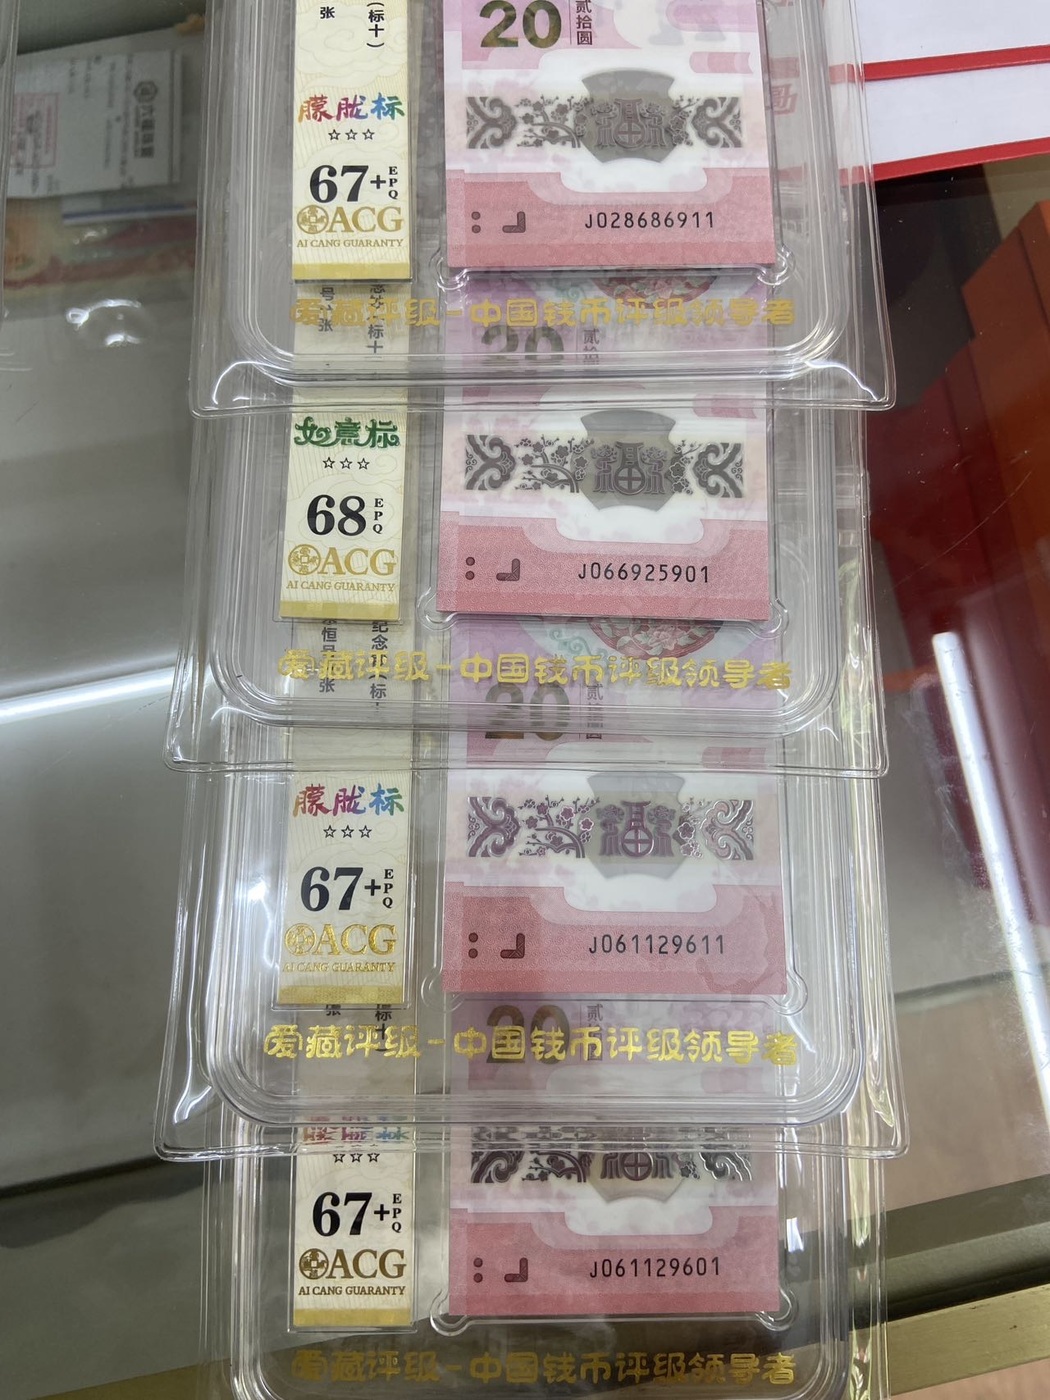 张
(标十)
朦胧标
☆☆☆
67+
EPQ
ACG
AI CANG GUARANTY
20
贰拾圆
J028686911
爱藏评级-中国钱币评级领导者
20
如意标
☆☆☆
68
EPQ
ACG
AI CANG GUARANTY
J066925901
爱藏评级-中国钱币评级领导者
20
朦胧标
☆☆☆
67+
EPQ
ACG
AI CANG GUARANTY
福
J061129611
爱藏评级-中国钱币评级领导者
20
☆☆☆
67+
EPQ
ACG
AI CANG GUARANTY
J061129601
爱藏评级-中国钱币评级领导者